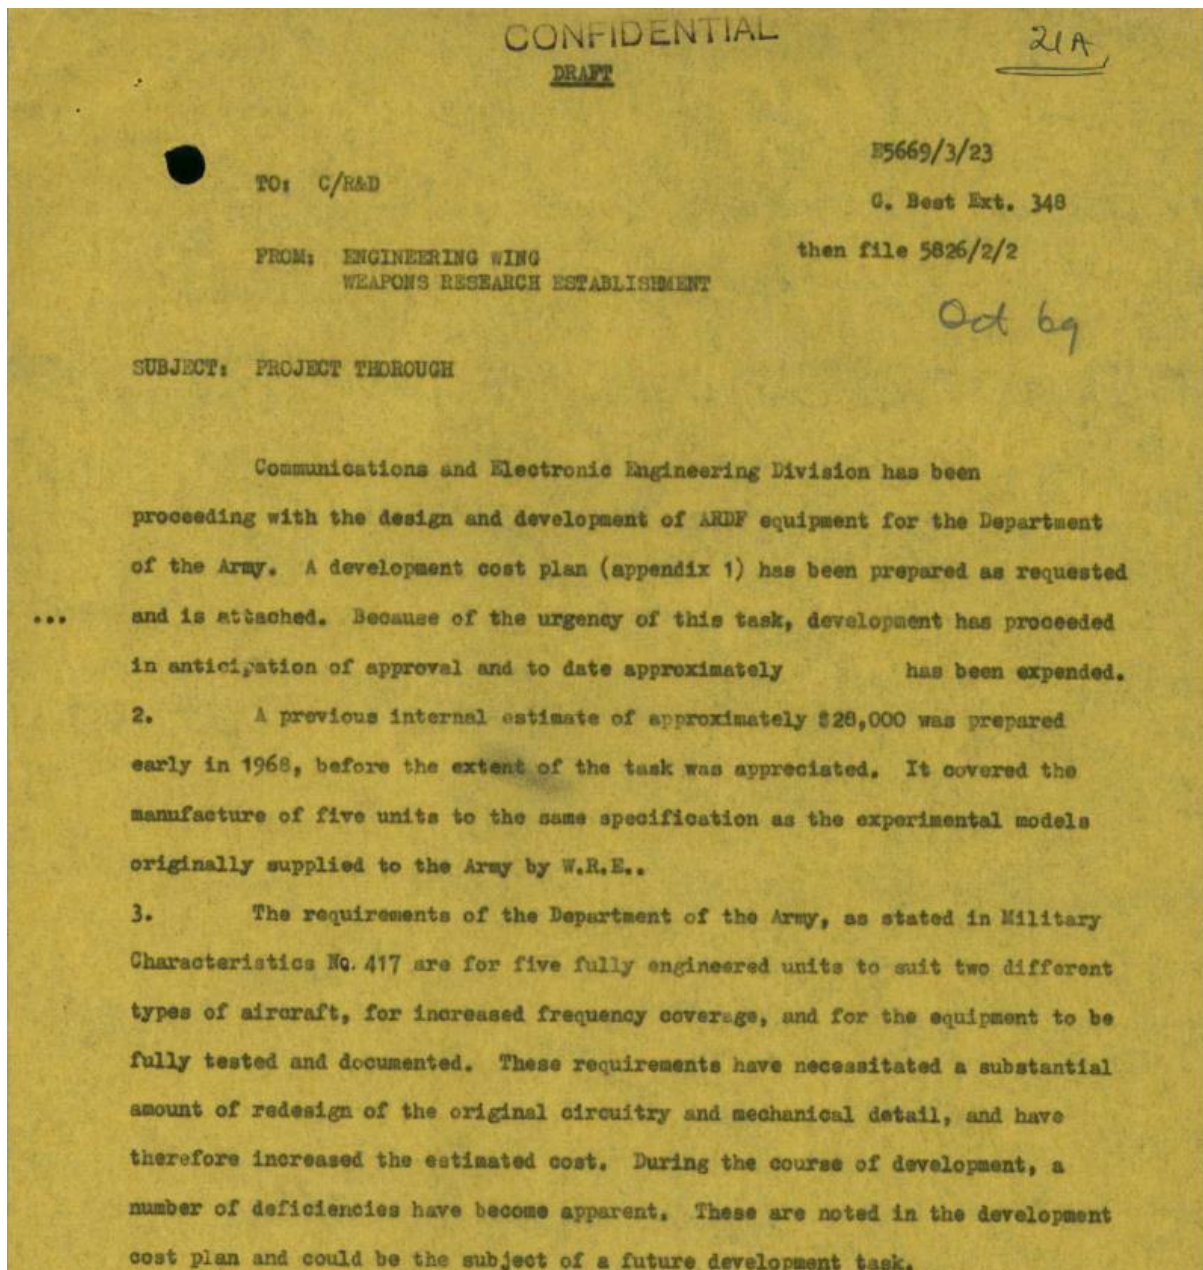 CONFIDENTIAL
21A
DRAFT
E5669/3/23
TO: C/R&D
G. Best Ext. 348
FROM: ENGINEERING WING
then file 5826/2/2
WEAPONS RESEARCH ESTABLISHMENT
Oct 69
SUBJECT: PROJECT THOROUGH
Communications and Electronic Engineering Division has been
proceeding with the design and development of ARDF equipment for the Department
of the Army. A development cost plan (appendix 1) has been prepared as requested
... and is attached. Because of the urgency of this task, development has proceeded
in anticipation of approval and to date approximately has been expended.
2. A previous internal estimate of approximately $28,000 was prepared
early in 1968, before the extent of the task was appreciated. It covered the
manufacture of five units to the same specification as the experimental models
originally supplied to the Army by W.R.E..
3. The requirements of the Department of the Army, as stated in Military
Characteristics No. 417 are for five fully engineered units to suit two different
types of aircraft, for increased frequency coverage, and for the equipment to be
fully tested and documented. These requirements have necessitated a substantial
amount of redesign of the original circuitry and mechanical detail, and have
therefore increased the estimated cost. During the course of development, a
number of deficiencies have become apparent. These are noted in the development
cost plan and could be the subject of a future development task.